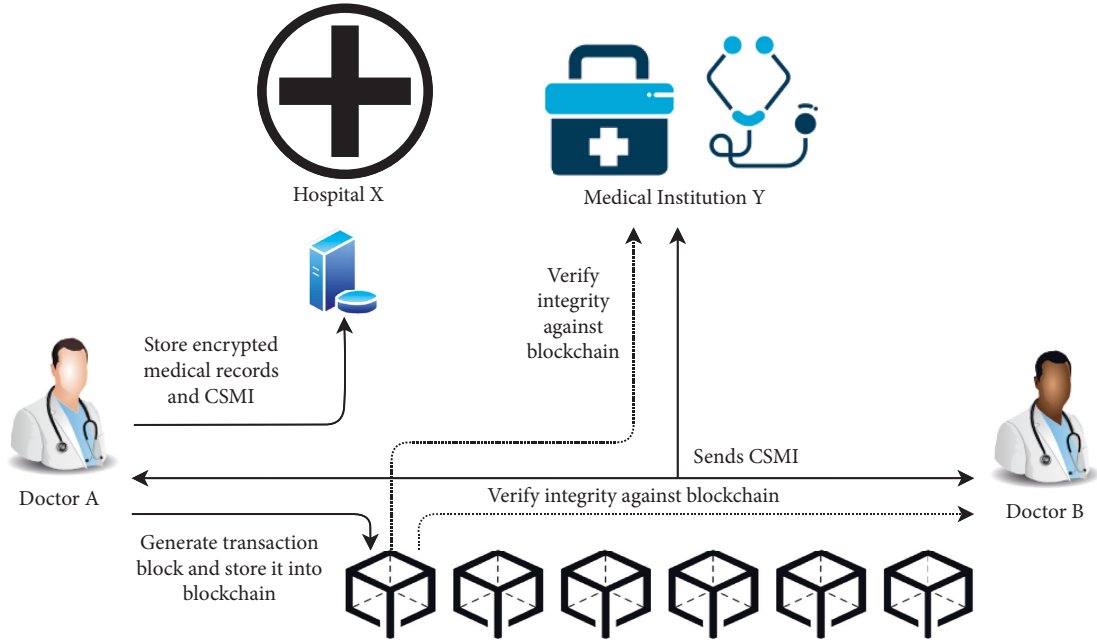 Hospital X
Medical Institution Y
Verify
integrity
against
blockchain
Store encrypted
medical records
and CSMI
Sends CSMI
Doctor A
Verify integrity against blockchain
Doctor B
Generate transaction
block and store it into
blockchain